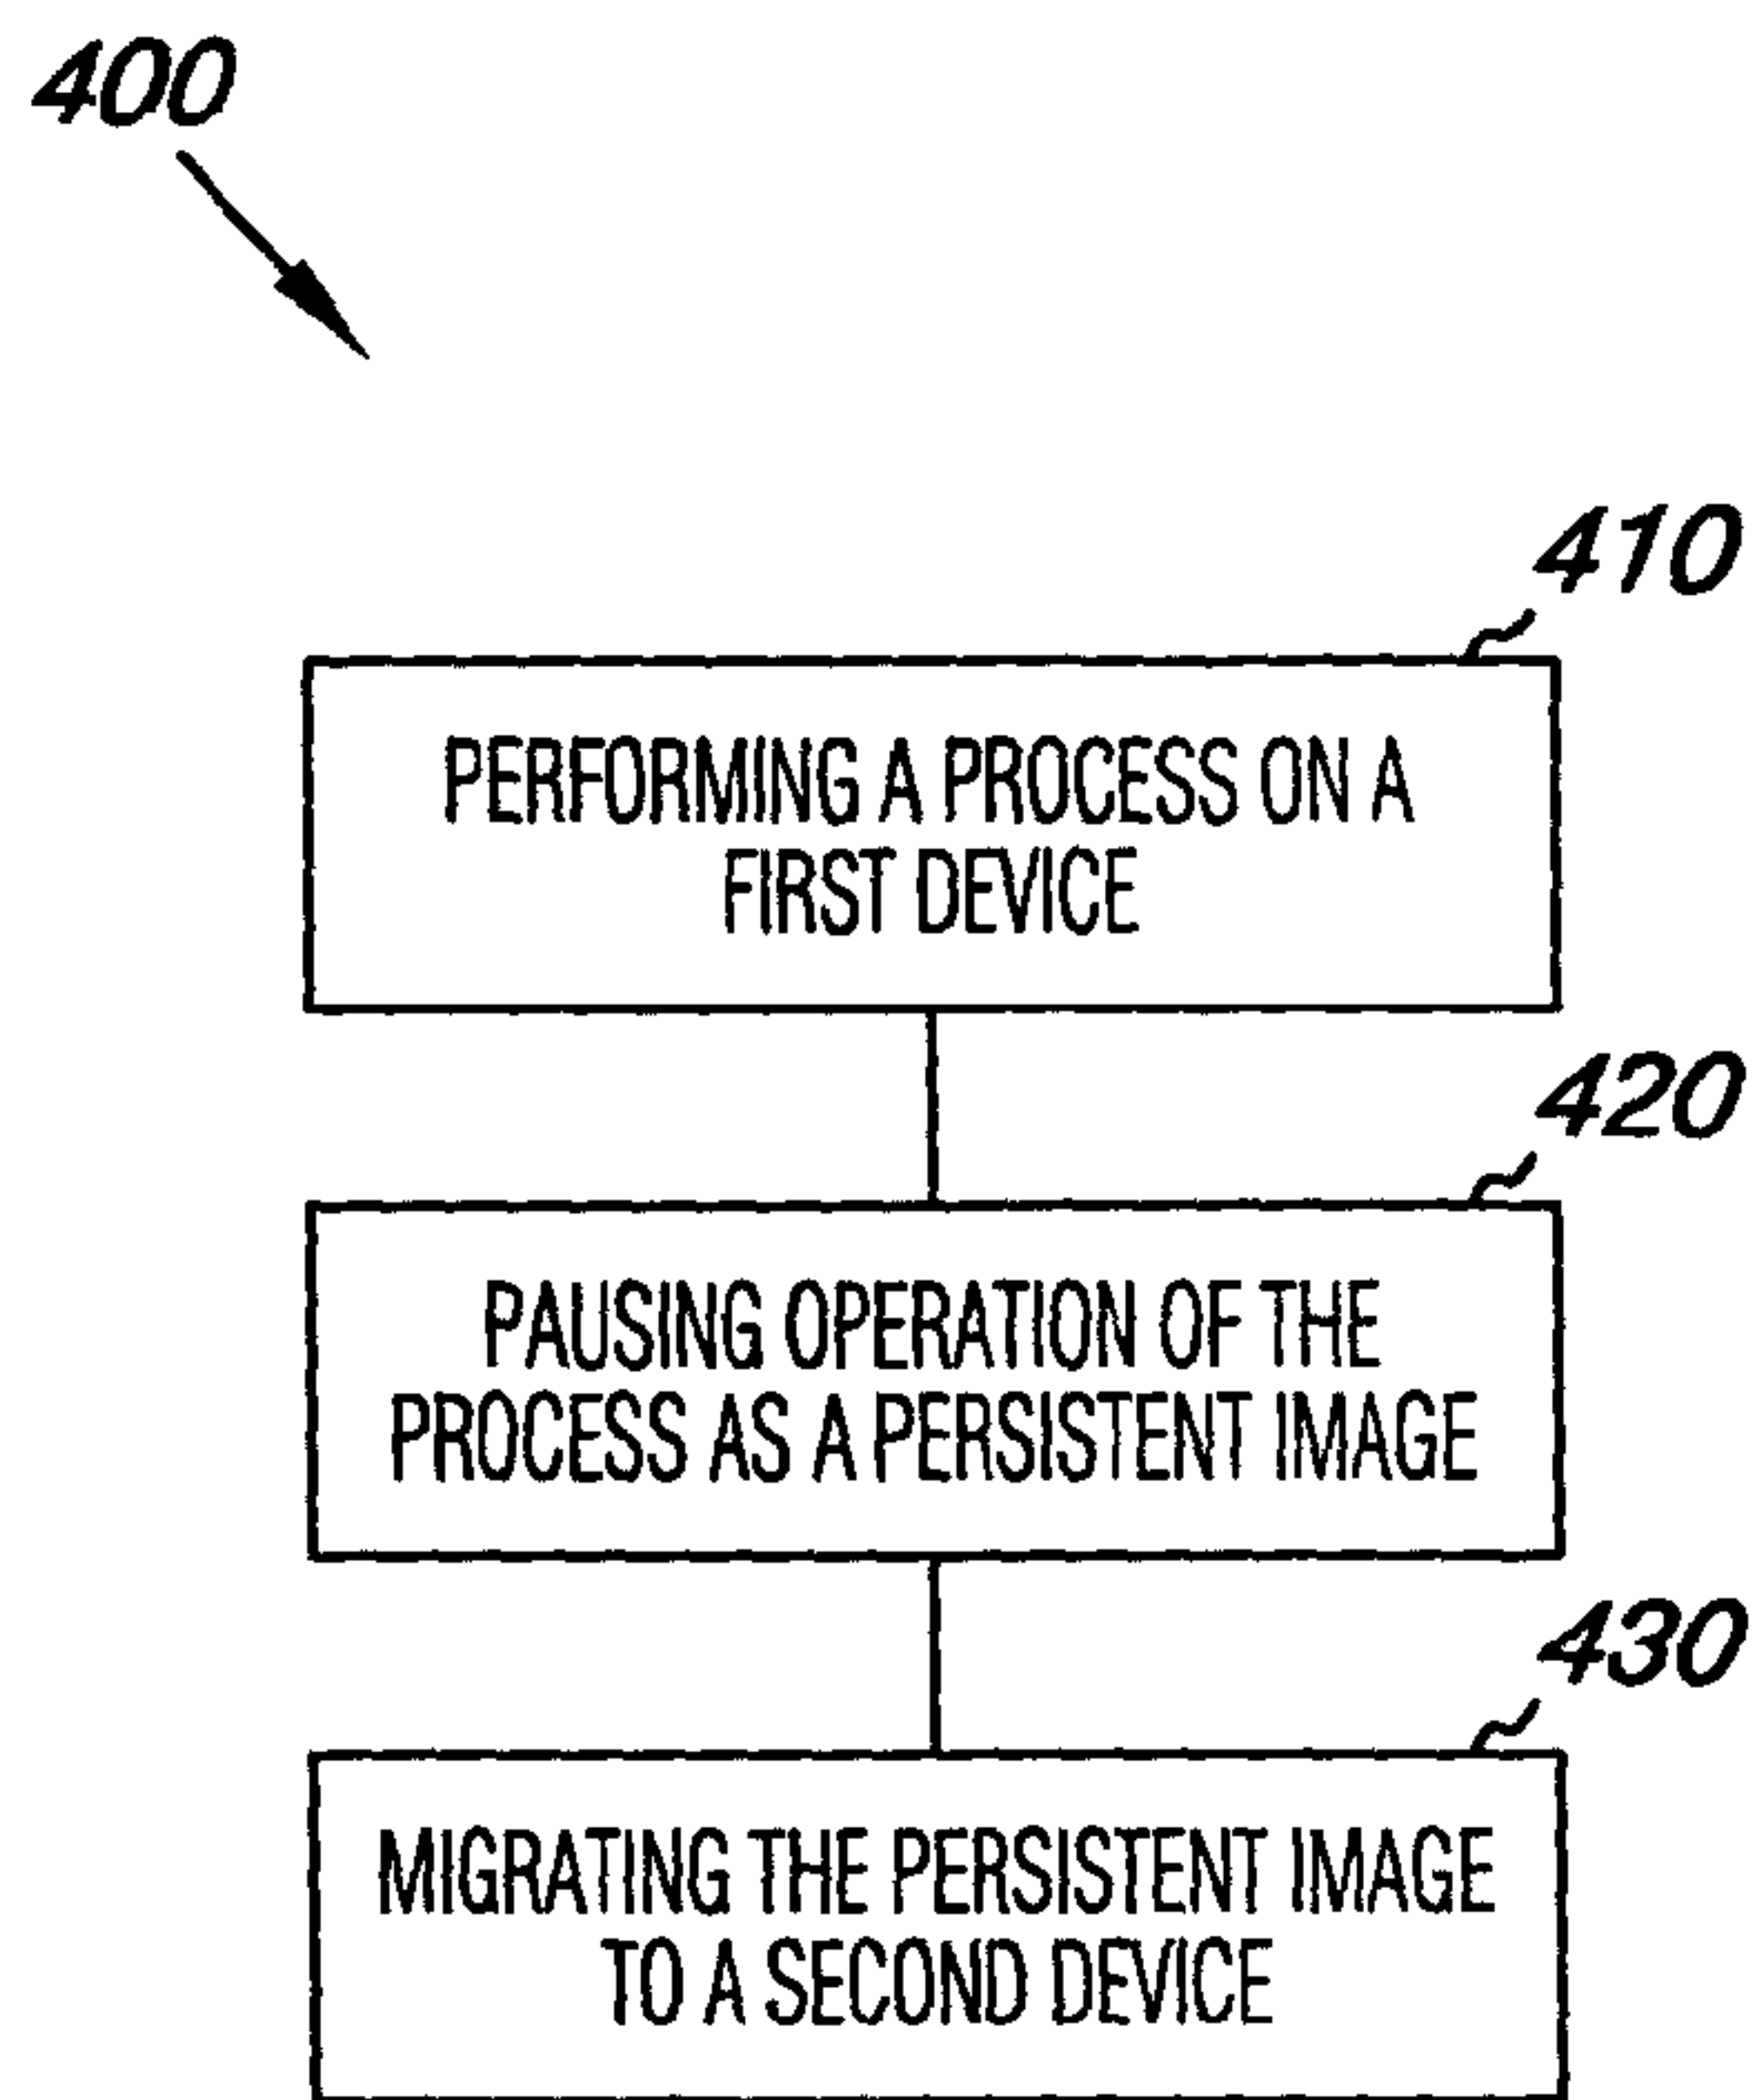 400
410
PERFORMING A PROCESS ON A
FIRST DEVICE
420
PAUSING OPERATION OF THE
PROCESS AS A PERSISTENT IMAGE
430
MIGRATING THE PERSISTENT IMAGE
TO A SECOND DEVICE